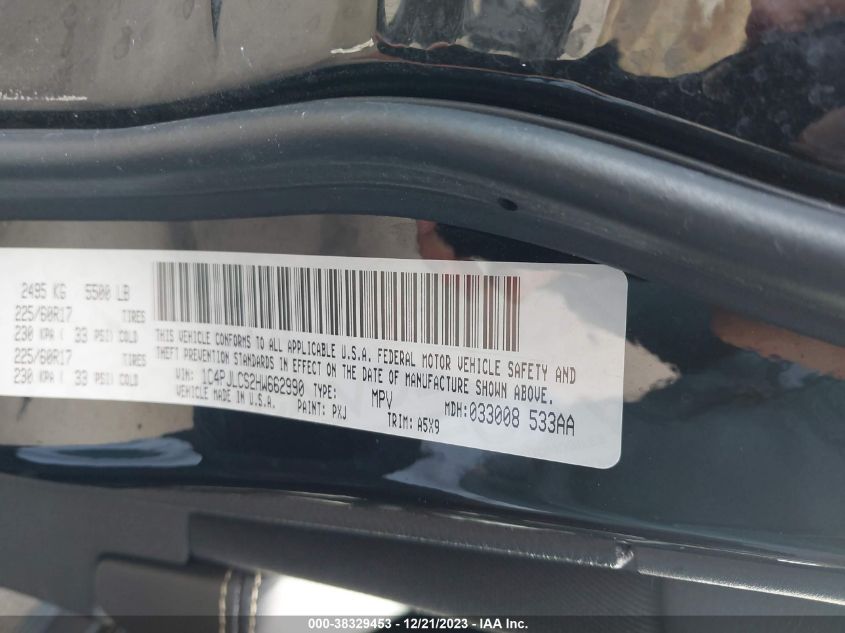 2495 KG 5500 LB
225/60R17 TIRES
230 KPA ( 33 PSI) COLD
225/60R17 TIRES
230 KPA ( 33 PSI) COLD
THIS VEHICLE CONFORMS TO ALL APPLICABLE U.S.A. FEDERAL MOTOR VEHICLE SAFETY AND
THEFT PREVENTION STANDARDS IN EFFECT ON THE DATE OF MANUFACTURE SHOWN ABOVE.
VIN: 1C4PJLCS2HW662990 TYPE: MPV MDH: 033008 533AA
VEHICLE MADE IN U.S.A. PAINT: PXJ TRIM: A5X9
000-38329453 - 12/21/2023 - IAA Inc.